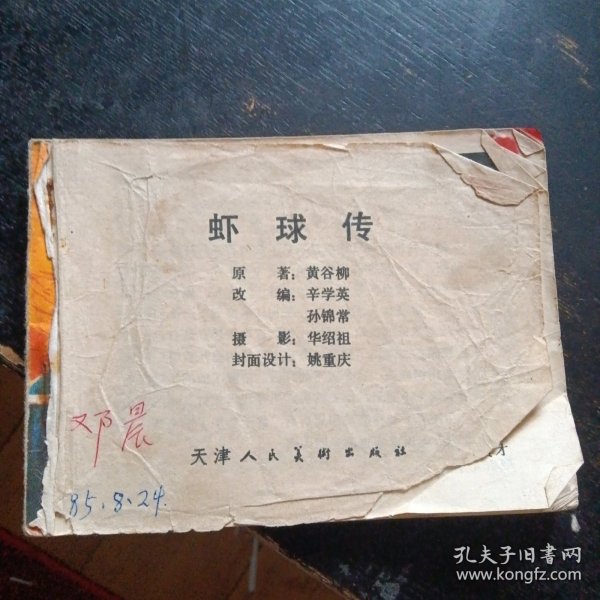 虾球传
原 著：黄谷柳
改 编：辛学英
孙锦常
摄 影：华绍祖
封面设计：姚重庆
邓晨
天津人民美術出版社
85.8.24.
孔夫子旧書网
www.kongfz.com